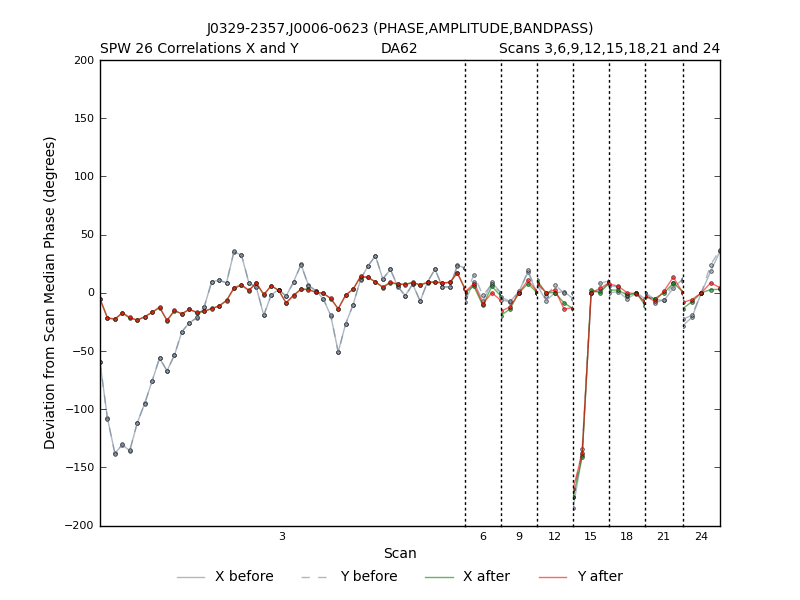 J0329-2357,J0006-0623 (PHASE,AMPLITUDE,BANDPASS)
SPW 26 Correlations X and Y DA62 Scans 3,6,9,12,15,18,21 and 24
200
150
100
50
0
−50
−100
−150
−200
Deviation from Scan Median Phase (degrees)
3 6 9 12 15 18 21 24
Scan
X before Y before X after Y after